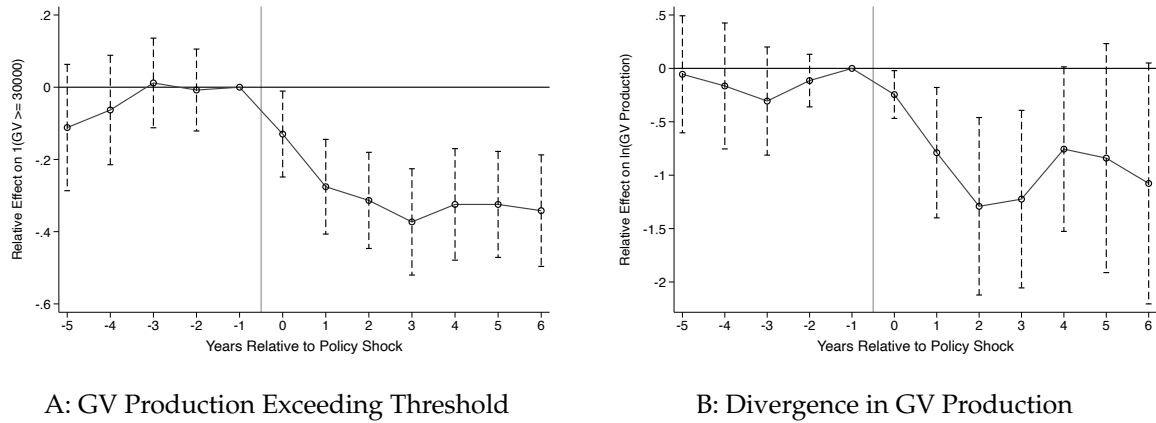 .2
0
-.2
-.4
-.6
Relative Effect on 1(GV >= 30000)
-5 -4 -3 -2 -1 0 1 2 3 4 5 6
Years Relative to Policy Shock
A: GV Production Exceeding Threshold
.5
0
-.5
-1
-1.5
-2
Relative Effect on ln(GV Production)
-5 -4 -3 -2 -1 0 1 2 3 4 5 6
Years Relative to Policy Shock
B: Divergence in GV Production